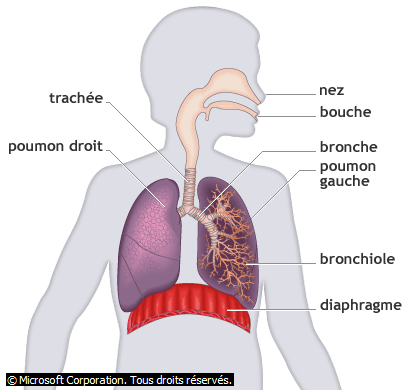 trachée
nez
bouche
poumon droit
bronche
poumon
gauche
bronchiole
diaphragme
© Microsoft Corporation. Tous droits réservés.